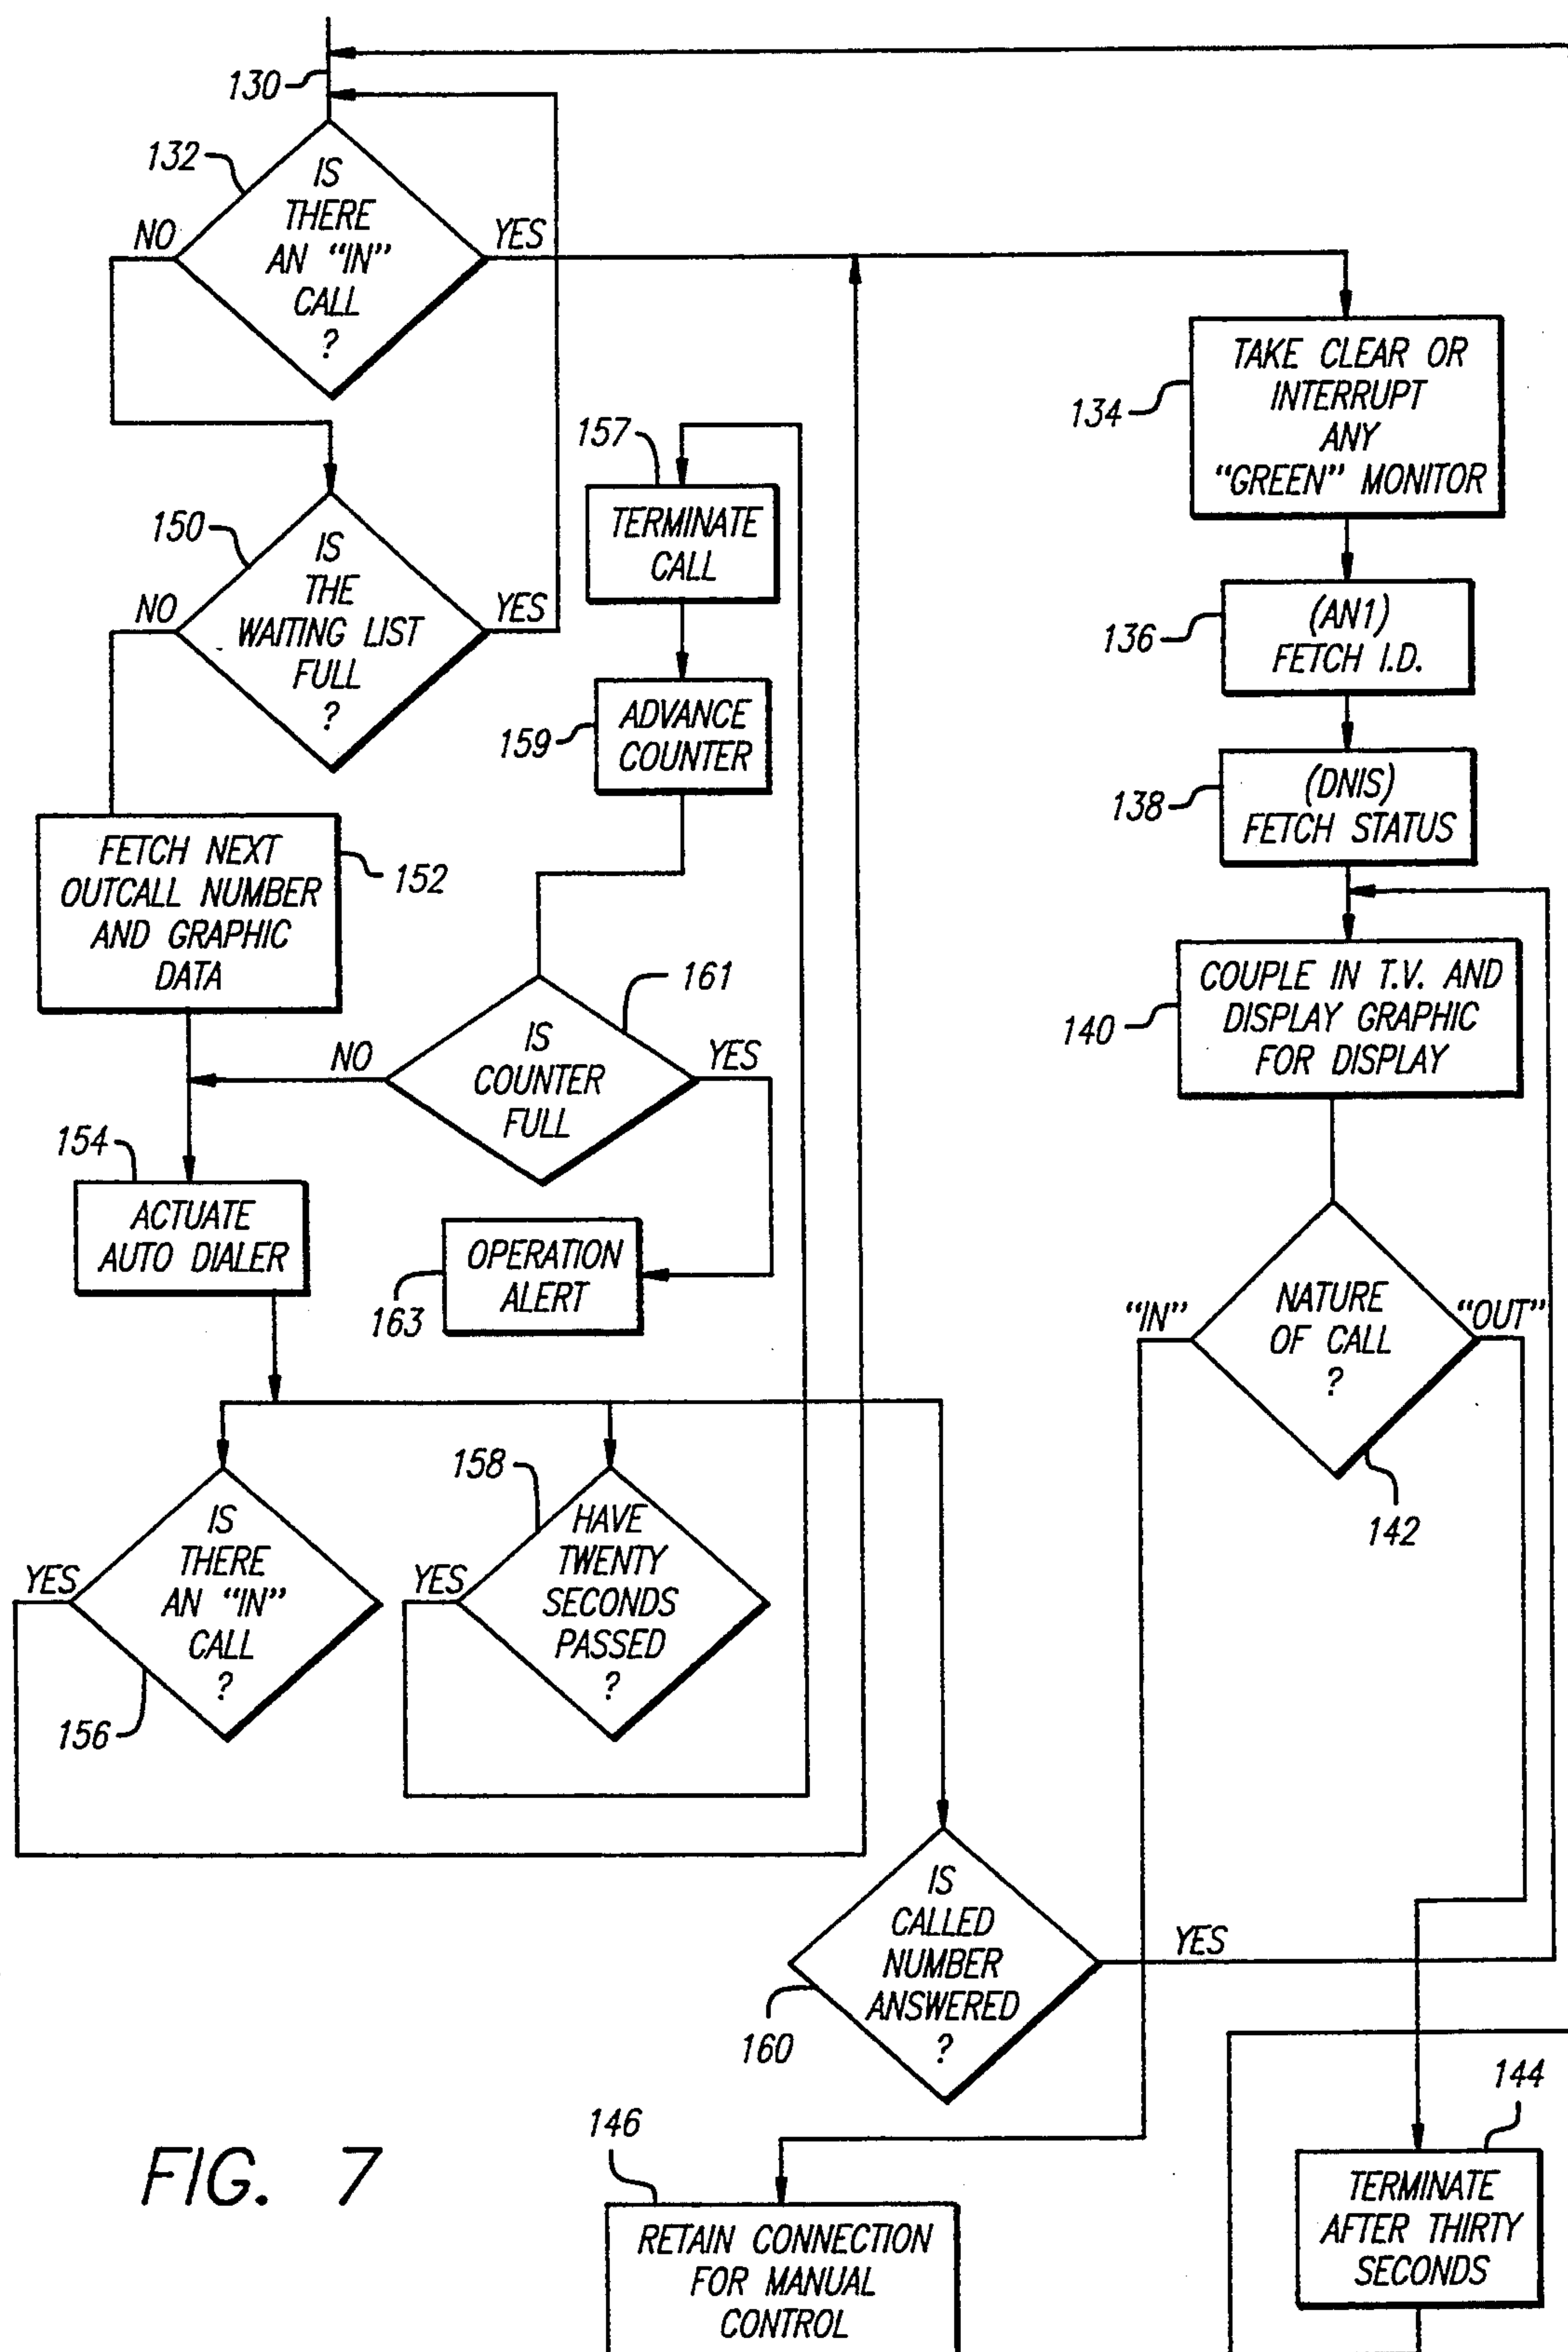 130
132
IS
THERE
AN “IN”
CALL
?
NO
YES
134
TAKE CLEAR OR
INTERRUPT
ANY
“GREEN” MONITOR
150
IS
THE
WAITING LIST
FULL
?
NO
YES
157
TERMINATE
CALL
136
(AN1)
FETCH I.D.
159
ADVANCE
COUNTER
138
(DNIS)
FETCH STATUS
FETCH NEXT
OUTCALL NUMBER
AND GRAPHIC
DATA
152
161
IS
COUNTER
FULL
NO
YES
140
COUPLE IN T.V. AND
DISPLAY GRAPHIC
FOR DISPLAY
154
ACTUATE
AUTO DIALER
OPERATION
ALERT
163
“IN”
NATURE
OF CALL
?
“OUT”
142
IS
THERE
AN “IN”
CALL
?
YES
156
158
HAVE
TWENTY
SECONDS
PASSED
?
YES
IS
CALLED
NUMBER
ANSWERED
?
YES
160
144
TERMINATE
AFTER THIRTY
SECONDS
146
RETAIN CONNECTION
FOR MANUAL
CONTROL
FIG. 7